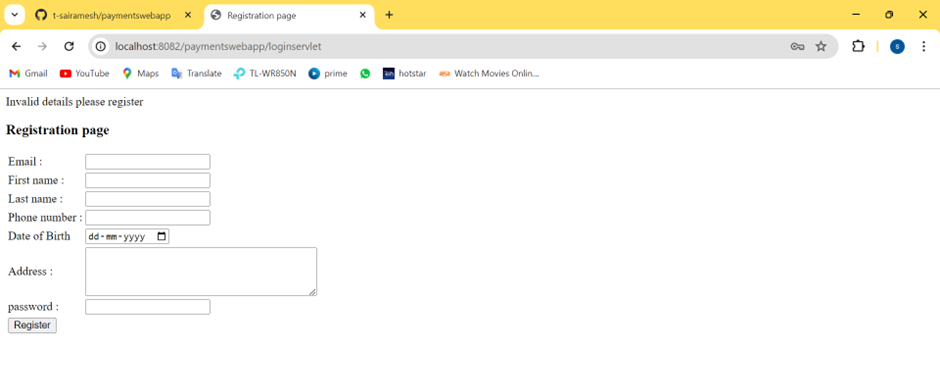 t-sairamesh/paymentswebapp Registration page
localhost:8082/paymentswebapp/loginservlet
Gmail YouTube Maps Translate TL-WR850N prime hotstar Watch Movies Onlin...
Invalid details please register
Registration page
Email :
First name :
Last name :
Phone number :
Date of Birth dd-mm-yyyy
Address :
password :
Register